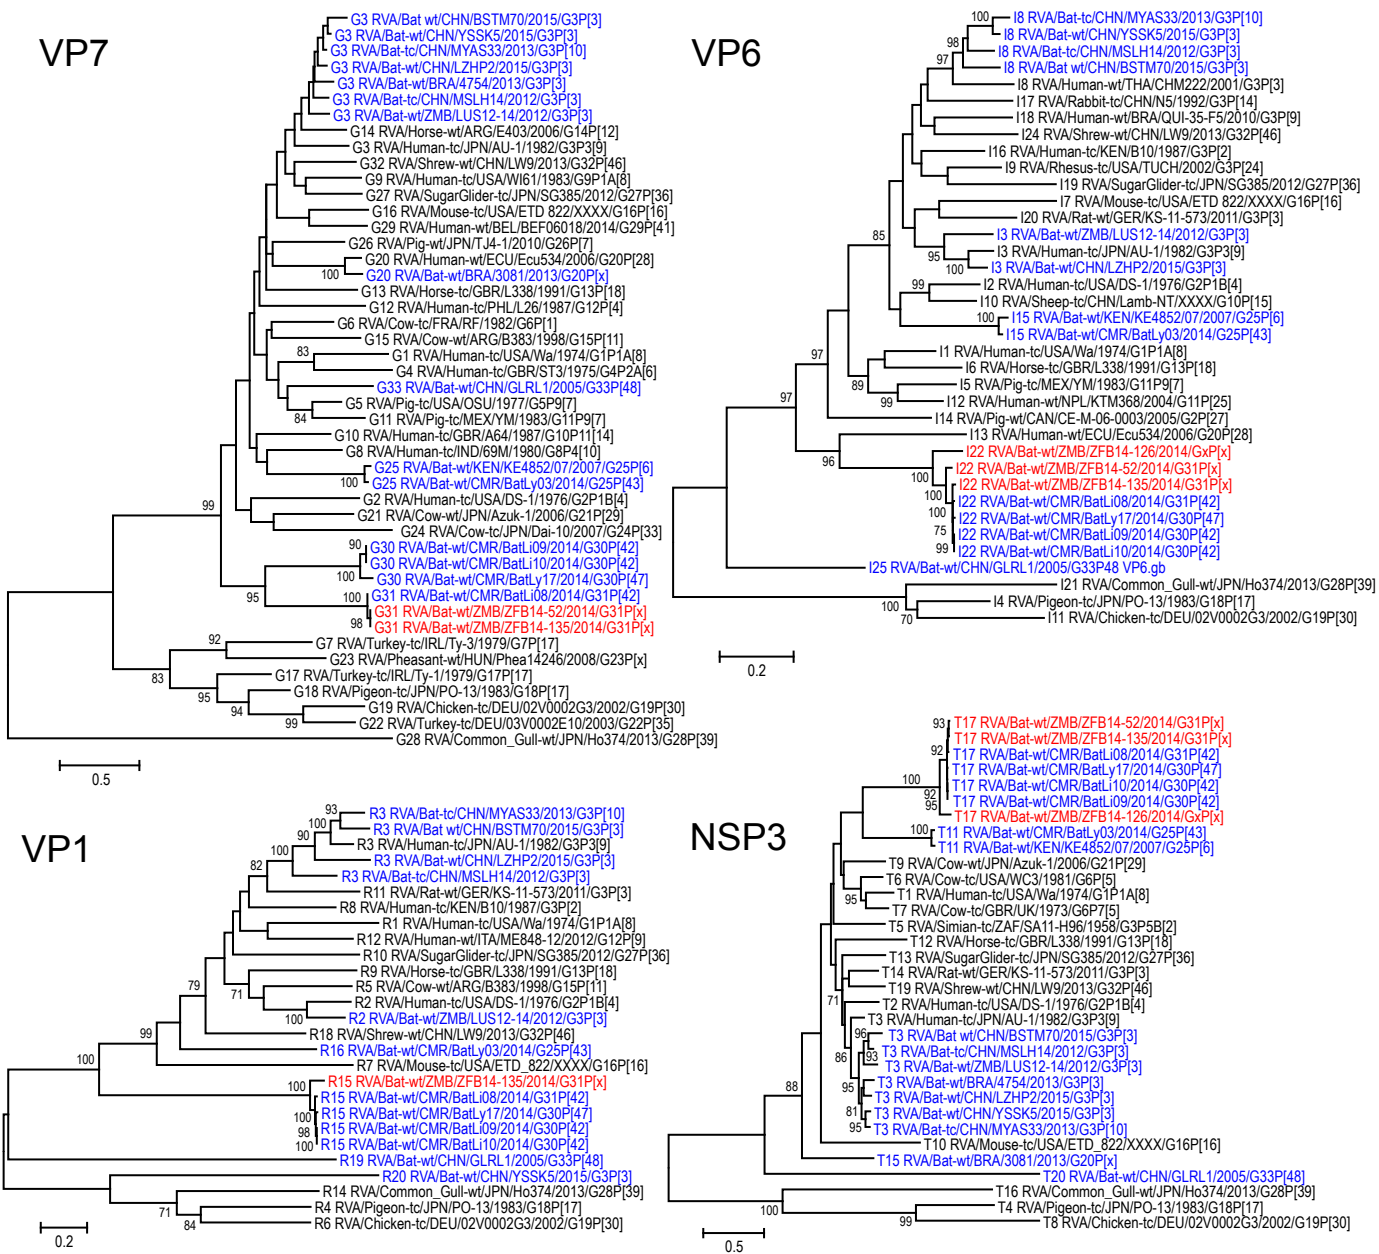 VP7
G3 RVA/Bat wt/CHN/BSTM70/2015/G3P[3]
G3 RVA/Bat-wt/CHN/YSSK5/2015/G3P[3]
G3 RVA/Bat-tc/CHN/MYAS33/2013/G3P[10]
G3 RVA/Bat-wt/CHN/LZHP2/2015/G3P[3]
G3 RVA/Bat-wt/BRA/4754/2013/G3P[3]
G3 RVA/Bat-tc/CHN/MSLH14/2012/G3P[3]
G3 RVA/Bat-wt/ZMB/LUS12-14/2012/G3P[3]
G14 RVA/Horse-wt/ARG/E403/2006/G14P[12]
G3 RVA/Human-tc/JPN/AU-1/1982/G3P3[9]
G32 RVA/Shrew-wt/CHN/LW9/2013/G32P[46]
G9 RVA/Human-tc/USA/WI61/1983/G9P1A[8]
G27 RVA/SugarGlider-tc/JPN/SG385/2012/G27P[36]
G16 RVA/Mouse-tc/USA/ETD 822/XXXX/G16P[16]
G29 RVA/Human-wt/BEL/BEF06018/2014/G29P[41]
G26 RVA/Pig-wt/JPN/TJ4-1/2010/G26P[7]
G20 RVA/Human-wt/ECU/Ecu534/2006/G20P[28]
100
G20 RVA/Bat-wt/BRA/3081/2013/G20P[x]
G13 RVA/Horse-tc/GBR/L338/1991/G13P[18]
G12 RVA/Human-tc/PHL/L26/1987/G12P[4]
G6 RVA/Cow-tc/FRA/RF/1982/G6P[1]
G15 RVA/Cow-wt/ARG/B383/1998/G15P[11]
83
G1 RVA/Human-tc/USA/Wa/1974/G1P1A[8]
G4 RVA/Human-tc/GBR/ST3/1975/G4P2A[6]
G33 RVA/Bat-wt/CHN/GLRL1/2005/G33P[48]
G5 RVA/Pig-tc/USA/OSU/1977/G5P9[7]
84
G11 RVA/Pig-tc/MEX/YM/1983/G11P9[7]
G10 RVA/Human-tc/GBR/A64/1987/G10P11[14]
G8 RVA/Human-tc/IND/69M/1980/G8P4[10]
G25 RVA/Bat-wt/KEN/KE4852/07/2007/G25P[6]
100
G25 RVA/Bat-wt/CMR/BatLy03/2014/G25P[43]
G2 RVA/Human-tc/USA/DS-1/1976/G2P1B[4]
99
G21 RVA/Cow-wt/JPN/Azuk-1/2006/G21P[29]
G24 RVA/Cow-tc/JPN/Dai-10/2007/G24P[33]
90
G30 RVA/Bat-wt/CMR/BatLi09/2014/G30P[42]
G30 RVA/Bat-wt/CMR/BatLi10/2014/G30P[42]
100
G30 RVA/Bat-wt/CMR/BatLy17/2014/G30P[47]
95
100
G31 RVA/Bat-wt/CMR/BatLi08/2014/G31P[42]
G31 RVA/Bat-wt/ZMB/ZFB14-52/2014/G31P[x]
98
G31 RVA/Bat-wt/ZMB/ZFB14-135/2014/G31P[x]
92
G7 RVA/Turkey-tc/IRL/Ty-3/1979/G7P[17]
G23 RVA/Pheasant-wt/HUN/Phea14246/2008/G23P[x]
83
G17 RVA/Turkey-tc/IRL/Ty-1/1979/G17P[17]
95
G18 RVA/Pigeon-tc/JPN/PO-13/1983/G18P[17]
94
G19 RVA/Chicken-tc/DEU/02V0002G3/2002/G19P[30]
99
G22 RVA/Turkey-tc/DEU/03V0002E10/2003/G22P[35]
G28 RVA/Common_Gull-wt/JPN/Ho374/2013/G28P[39]
0.5
VP6
100
I8 RVA/Bat-tc/CHN/MYAS33/2013/G3P[10]
I8 RVA/Bat-wt/CHN/YSSK5/2015/G3P[3]
98
I8 RVA/Bat-tc/CHN/MSLH14/2012/G3P[3]
97
I8 RVA/Bat wt/CHN/BSTM70/2015/G3P[3]
I8 RVA/Human-wt/THA/CHM222/2001/G3P[3]
I17 RVA/Rabbit-tc/CHN/N5/1992/G3P[14]
I18 RVA/Human-wt/BRA/QUI-35-F5/2010/G3P[9]
I24 RVA/Shrew-wt/CHN/LW9/2013/G32P[46]
I16 RVA/Human-tc/KEN/B10/1987/G3P[2]
I9 RVA/Rhesus-tc/USA/TUCH/2002/G3P[24]
I19 RVA/SugarGlider-tc/JPN/SG385/2012/G27P[36]
I7 RVA/Mouse-tc/USA/ETD 822/XXXX/G16P[16]
I20 RVA/Rat-wt/GER/KS-11-573/2011/G3P[3]
85
I3 RVA/Bat-wt/ZMB/LUS12-14/2012/G3P[3]
95
I3 RVA/Human-tc/JPN/AU-1/1982/G3P3[9]
100
I3 RVA/Bat-wt/CHN/LZHP2/2015/G3P[3]
99
I2 RVA/Human-tc/USA/DS-1/1976/G2P1B[4]
I10 RVA/Sheep-tc/CHN/Lamb-NT/XXXX/G10P[15]
100
I15 RVA/Bat-wt/KEN/KE4852/07/2007/G25P[6]
I15 RVA/Bat-wt/CMR/BatLy03/2014/G25P[43]
97
I1 RVA/Human-tc/USA/Wa/1974/G1P1A[8]
I6 RVA/Horse-tc/GBR/L338/1991/G13P[18]
89
I5 RVA/Pig-tc/MEX/YM/1983/G11P9[7]
99
I12 RVA/Human-wt/NPL/KTM368/2004/G11P[25]
97
I14 RVA/Pig-wt/CAN/CE-M-06-0003/2005/G2P[27]
I13 RVA/Human-wt/ECU/Ecu534/2006/G20P[28]
96
I22 RVA/Bat-wt/ZMB/ZFB14-126/2014/GxP[x]
I22 RVA/Bat-wt/ZMB/ZFB14-52/2014/G31P[x]
100
I22 RVA/Bat-wt/ZMB/ZFB14-135/2014/G31P[x]
100
I22 RVA/Bat-wt/CMR/BatLi08/2014/G31P[42]
100
I22 RVA/Bat-wt/CMR/BatLy17/2014/G30P[47]
75
I22 RVA/Bat-wt/CMR/BatLi09/2014/G30P[42]
99
I22 RVA/Bat-wt/CMR/BatLi10/2014/G30P[42]
I25 RVA/Bat-wt/CHN/GLRL1/2005/G33P48 VP6.gb
I21 RVA/Common_Gull-wt/JPN/Ho374/2013/G28P[39]
100
I4 RVA/Pigeon-tc/JPN/PO-13/1983/G18P[17]
70
I11 RVA/Chicken-tc/DEU/02V0002G3/2002/G19P[30]
0.2
VP1
93
R3 RVA/Bat-tc/CHN/MYAS33/2013/G3P[10]
100
R3 RVA/Bat wt/CHN/BSTM70/2015/G3P[3]
90
R3 RVA/Human-tc/JPN/AU-1/1982/G3P3[9]
100
R3 RVA/Bat-wt/CHN/LZHP2/2015/G3P[3]
82
R3 RVA/Bat-tc/CHN/MSLH14/2012/G3P[3]
R11 RVA/Rat-wt/GER/KS-11-573/2011/G3P[3]
R8 RVA/Human-tc/KEN/B10/1987/G3P[2]
R1 RVA/Human-tc/USA/Wa/1974/G1P1A[8]
R12 RVA/Human-wt/ITA/ME848-12/2012/G12P[9]
R10 RVA/SugarGlider-tc/JPN/SG385/2012/G27P[36]
R9 RVA/Horse-tc/GBR/L338/1991/G13P[18]
79
71
R5 RVA/Cow-wt/ARG/B383/1998/G15P[11]
R2 RVA/Human-tc/USA/DS-1/1976/G2P1B[4]
100
R2 RVA/Bat-wt/ZMB/LUS12-14/2012/G3P[3]
99
R18 RVA/Shrew-wt/CHN/LW9/2013/G32P[46]
R16 RVA/Bat-wt/CMR/BatLy03/2014/G25P[43]
100
R7 RVA/Mouse-tc/USA/ETD_822/XXXX/G16P[16]
100
R15 RVA/Bat-wt/ZMB/ZFB14-135/2014/G31P[x]
R15 RVA/Bat-wt/CMR/BatLi08/2014/G31P[42]
100
R15 RVA/Bat-wt/CMR/BatLy17/2014/G30P[47]
98
R15 RVA/Bat-wt/CMR/BatLi09/2014/G30P[42]
100
R15 RVA/Bat-wt/CMR/BatLi10/2014/G30P[42]
R19 RVA/Bat-wt/CHN/GLRL1/2005/G33P[48]
R20 RVA/Bat-wt/CHN/YSSK5/2015/G3P[3]
R14 RVA/Common_Gull-wt/JPN/Ho374/2013/G28P[39]
71
R4 RVA/Pigeon-tc/JPN/PO-13/1983/G18P[17]
84
R6 RVA/Chicken-tc/DEU/02V0002G3/2002/G19P[30]
0.2
NSP3
93
T17 RVA/Bat-wt/ZMB/ZFB14-52/2014/G31P[x]
T17 RVA/Bat-wt/ZMB/ZFB14-135/2014/G31P[x]
92
T17 RVA/Bat-wt/CMR/BatLi08/2014/G31P[42]
T17 RVA/Bat-wt/CMR/BatLy17/2014/G30P[47]
100
T17 RVA/Bat-wt/CMR/BatLi10/2014/G30P[42]
92
T17 RVA/Bat-wt/CMR/BatLi09/2014/G30P[42]
95
T17 RVA/Bat-wt/ZMB/ZFB14-126/2014/GxP[x]
100
T11 RVA/Bat-wt/CMR/BatLy03/2014/G25P[43]
T11 RVA/Bat-wt/KEN/KE4852/07/2007/G25P[6]
T9 RVA/Cow-wt/JPN/Azuk-1/2006/G21P[29]
T6 RVA/Cow-tc/USA/WC3/1981/G6P[5]
95
T1 RVA/Human-tc/USA/Wa/1974/G1P1A[8]
T7 RVA/Cow-tc/GBR/UK/1973/G6P7[5]
T5 RVA/Simian-tc/ZAF/SA11-H96/1958/G3P5B[2]
T12 RVA/Horse-tc/GBR/L338/1991/G13P[18]
T13 RVA/SugarGlider-tc/JPN/SG385/2012/G27P[36]
T14 RVA/Rat-wt/GER/KS-11-573/2011/G3P[3]
T19 RVA/Shrew-wt/CHN/LW9/2013/G32P[46]
71
T2 RVA/Human-tc/USA/DS-1/1976/G2P1B[4]
T3 RVA/Human-tc/JPN/AU-1/1982/G3P3[9]
96
T3 RVA/Bat wt/CHN/BSTM70/2015/G3P[3]
86
93
T3 RVA/Bat-tc/CHN/MSLH14/2012/G3P[3]
T3 RVA/Bat-wt/ZMB/LUS12-14/2012/G3P[3]
88
95
T3 RVA/Bat-wt/BRA/4754/2013/G3P[3]
T3 RVA/Bat-wt/CHN/LZHP2/2015/G3P[3]
81
T3 RVA/Bat-wt/CHN/YSSK5/2015/G3P[3]
95
T3 RVA/Bat-tc/CHN/MYAS33/2013/G3P[10]
T10 RVA/Mouse-tc/USA/ETD_822/XXXX/G16P[16]
T15 RVA/Bat-wt/BRA/3081/2013/G20P[x]
T20 RVA/Bat-wt/CHN/GLRL1/2005/G33P[48]
T16 RVA/Common_Gull-wt/JPN/Ho374/2013/G28P[39]
100
T4 RVA/Pigeon-tc/JPN/PO-13/1983/G18P[17]
99
T8 RVA/Chicken-tc/DEU/02V0002G3/2002/G19P[30]
0.5